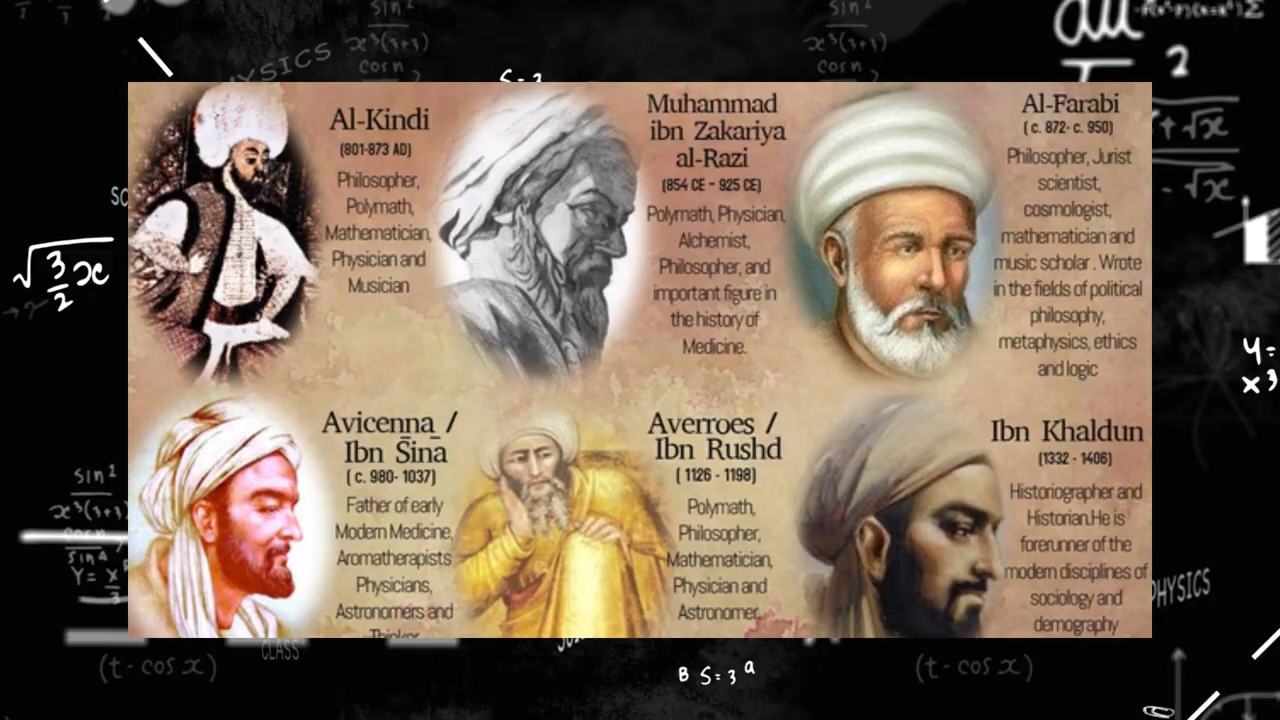 Al-Kindi
(801-873 AD)
Philosopher,
Polymath,
Mathematician,
Physician and
Musician
Muhammad
ibn Zakariya
al-Razi
(854 CE – 925 CE)
Polymath, Physician,
Alchemist,
Philosopher, and
important figure in
the history of
Medicine.
Al-Farabi
( c. 872- c. 950)
Philosopher, Jurist
scientist,
cosmologist,
mathematician and
music scholar . Wrote
in the fields of political
philosophy,
metaphysics, ethics
and logic
Avicenna /
Ibn Sīnā
( c. 980- 1037)
Father of early
Modern Medicine,
Aromatherapists
Physicians,
Astronomers and
Thinker
Averroes /
Ibn Rushd
( 1126 - 1198)
Polymath,
Philosopher,
Mathematician,
Physician and
Astronomer.
Ibn Khaldun
(1332 - 1406)
Historiographer and
Historian.He is
forerunner of the
modern disciplines of
sociology and
demography
PHYSICS
CLASS
(t - cos x)
B S = 3ᵃ
(t - cos x)